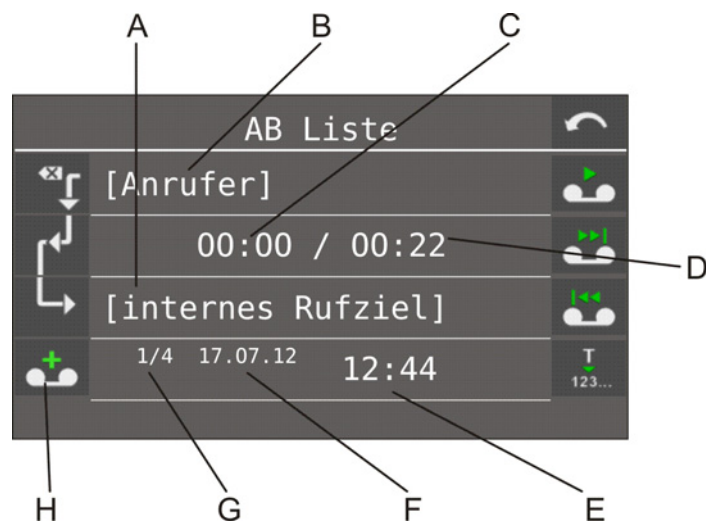 A B C
AB Liste
[Anrufer]
00:00 / 00:22
D
[internes Rufziel]
1/4 17.07.12 12:44
T
123...
H G F E